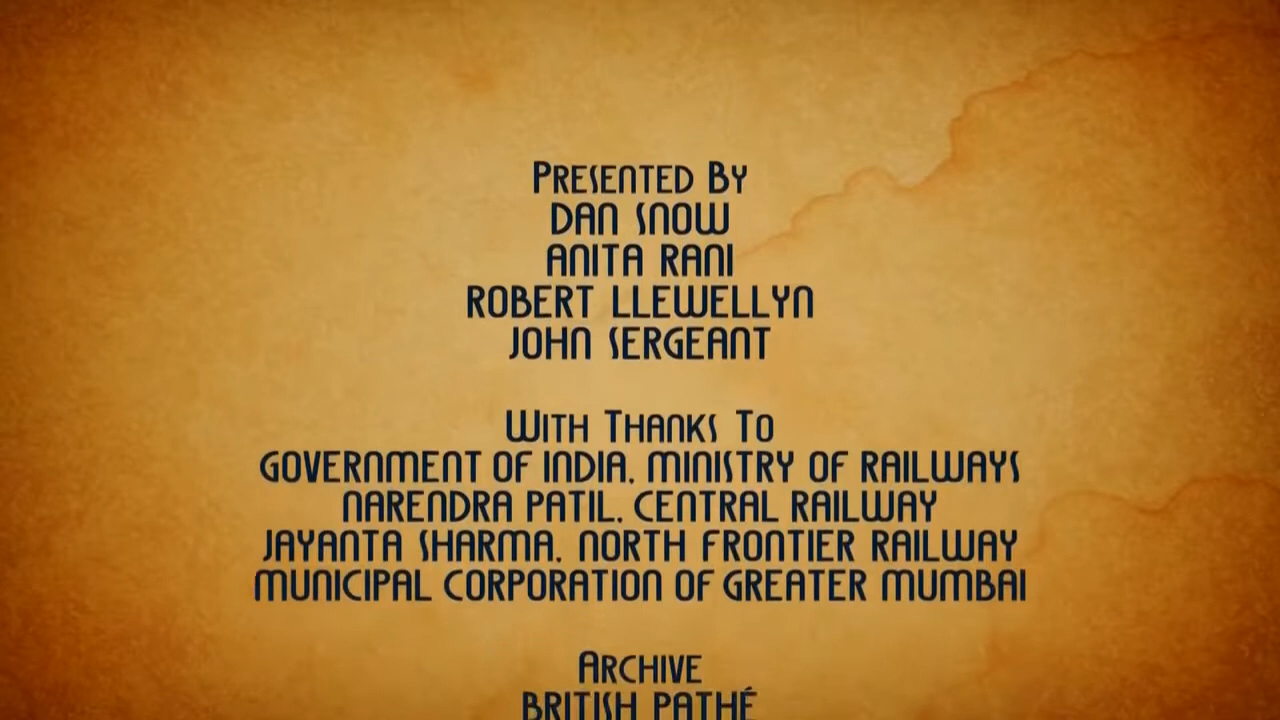 PRESENTED BY
DAN SNOW
ANITA RANI
ROBERT LLEWELLYN
JOHN SERGEANT
WITH THANKS TO
GOVERNMENT OF INDIA, MINISTRY OF RAILWAYS
NARENDRA PATIL, CENTRAL RAILWAY
JAYANTA SHARMA, NORTH FRONTIER RAILWAY
MUNICIPAL CORPORATION OF GREATER MUMBAI
ARCHIVE
BRITISH PATHÉ